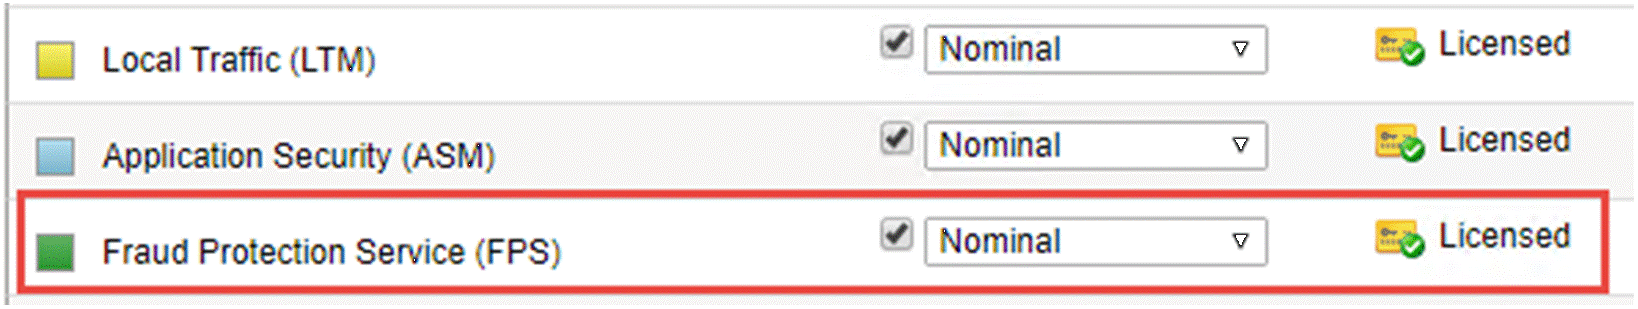 Local Traffic (LTM) Nominal Licensed
Application Security (ASM) Nominal Licensed
Fraud Protection Service (FPS) Nominal Licensed